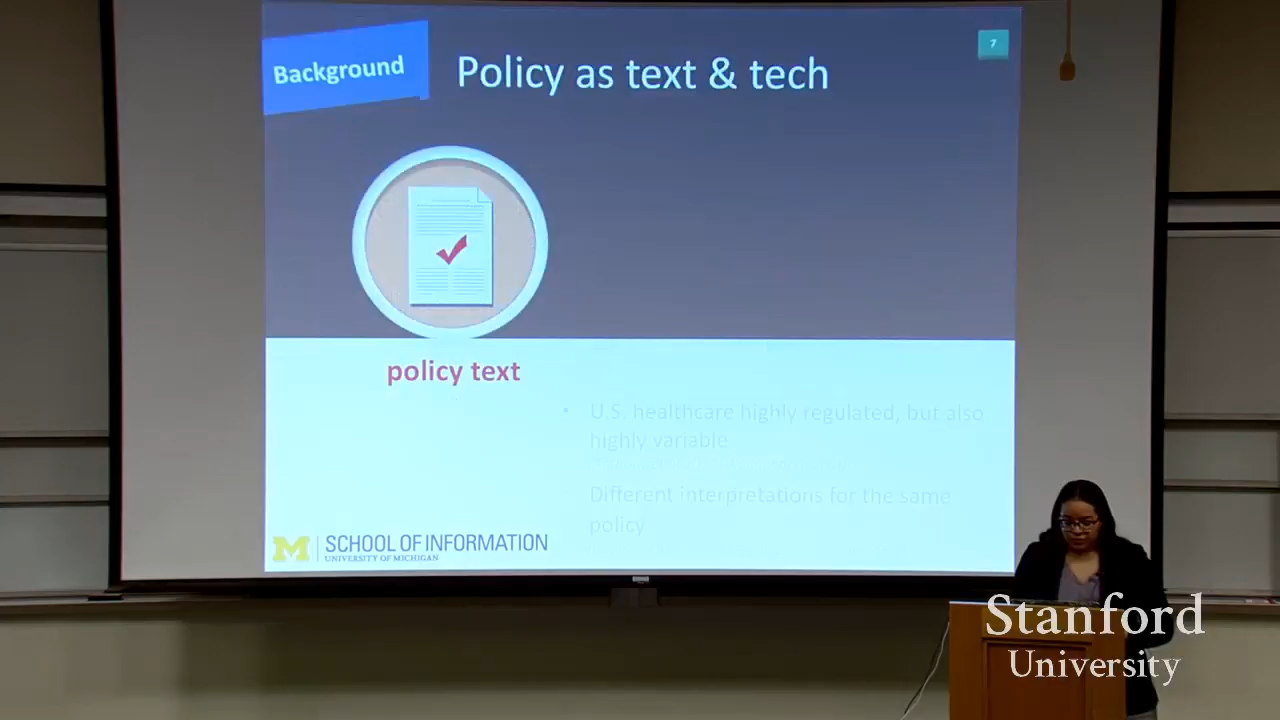 Background
Policy as text & tech
7
policy text
• U.S. healthcare highly regulated, but also
highly variable
Different interpretations for the same
policy
M
SCHOOL OF INFORMATION
UNIVERSITY OF MICHIGAN
Stanford
University